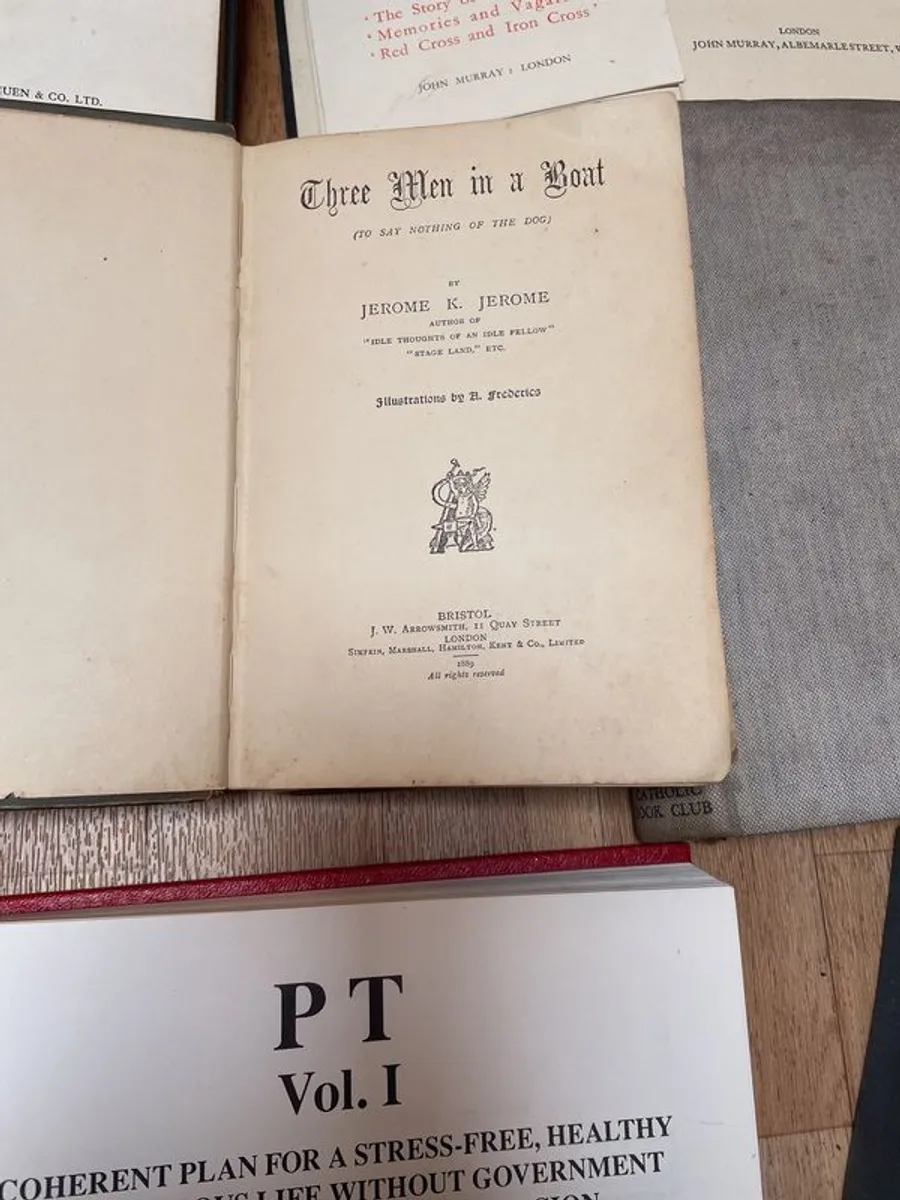 UEN & CO. LTD.
· The Story of
· Memories and Vagar
· Red Cross and Iron Cross ·
JOHN MURRAY : LONDON
LONDON
JOHN MURRAY, ALBEMARLE STREET, W
Three Men in a Boat
(TO SAY NOTHING OF THE DOG)
BY
JEROME K. JEROME
AUTHOR OF
"IDLE THOUGHTS OF AN IDLE FELLOW"
"STAGE LAND," ETC.
Illustrations by A. Frederics
BRISTOL
J. W. ARROWSMITH, 11 QUAY STREET
LONDON
SIMPKIN, MARSHALL, HAMILTON, KENT & CO., LIMITED
1889
All rights reserved
CATHOLIC
BOOK CLUB
PT
Vol. I
COHERENT PLAN FOR A STRESS-FREE, HEALTHY
OUS LIFE WITHOUT GOVERNMENT